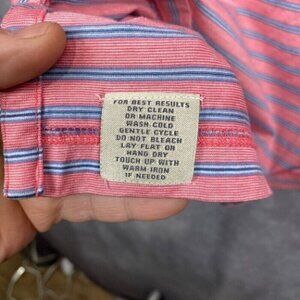 FOR BEST RESULTS
DRY CLEAN
OR MACHINE
WASH-COLD
GENTLE CYCLE
DO NOT BLEACH
LAY FLAT OR
HANG DRY
TOUCH UP WITH
WARM-IRON
IF NEEDED